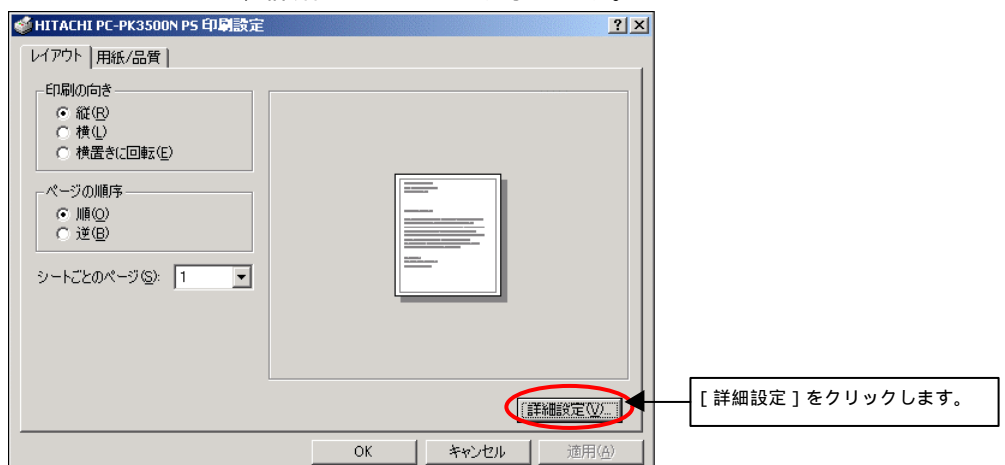 HITACHI PC-PK3500N PS 印刷設定
レイアウト 用紙/品質
印刷の向き
縦(R)
横(L)
横置きに回転(E)
ページの順序
順(O)
逆(B)
シートごとのページ(S): 1
詳細設定(V)...
[ 詳細設定 ] をクリックします。
OK キャンセル 適用(A)